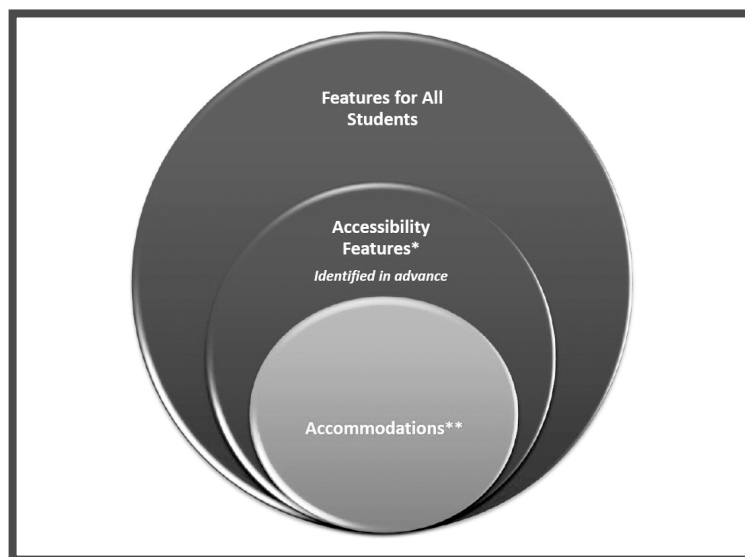 Features for All
Students
Accessibility
Features*
Identified in advance
Accommodations**